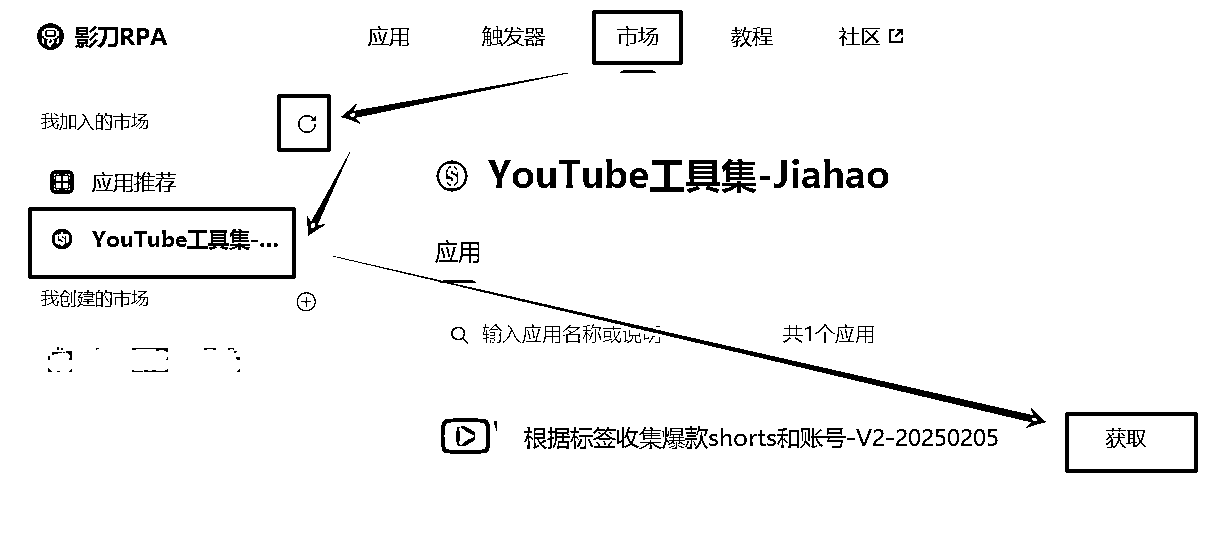 影刀RPA 应用 触发器 市场 教程 社区
我加入的市场
应用推荐
YouTube工具集-Jiahao
YouTube工具集-...
应用
我创建的市场
输入应用名称或说明 共1个应用
根据标签收集爆款shorts和账号-V2-20250205 获取